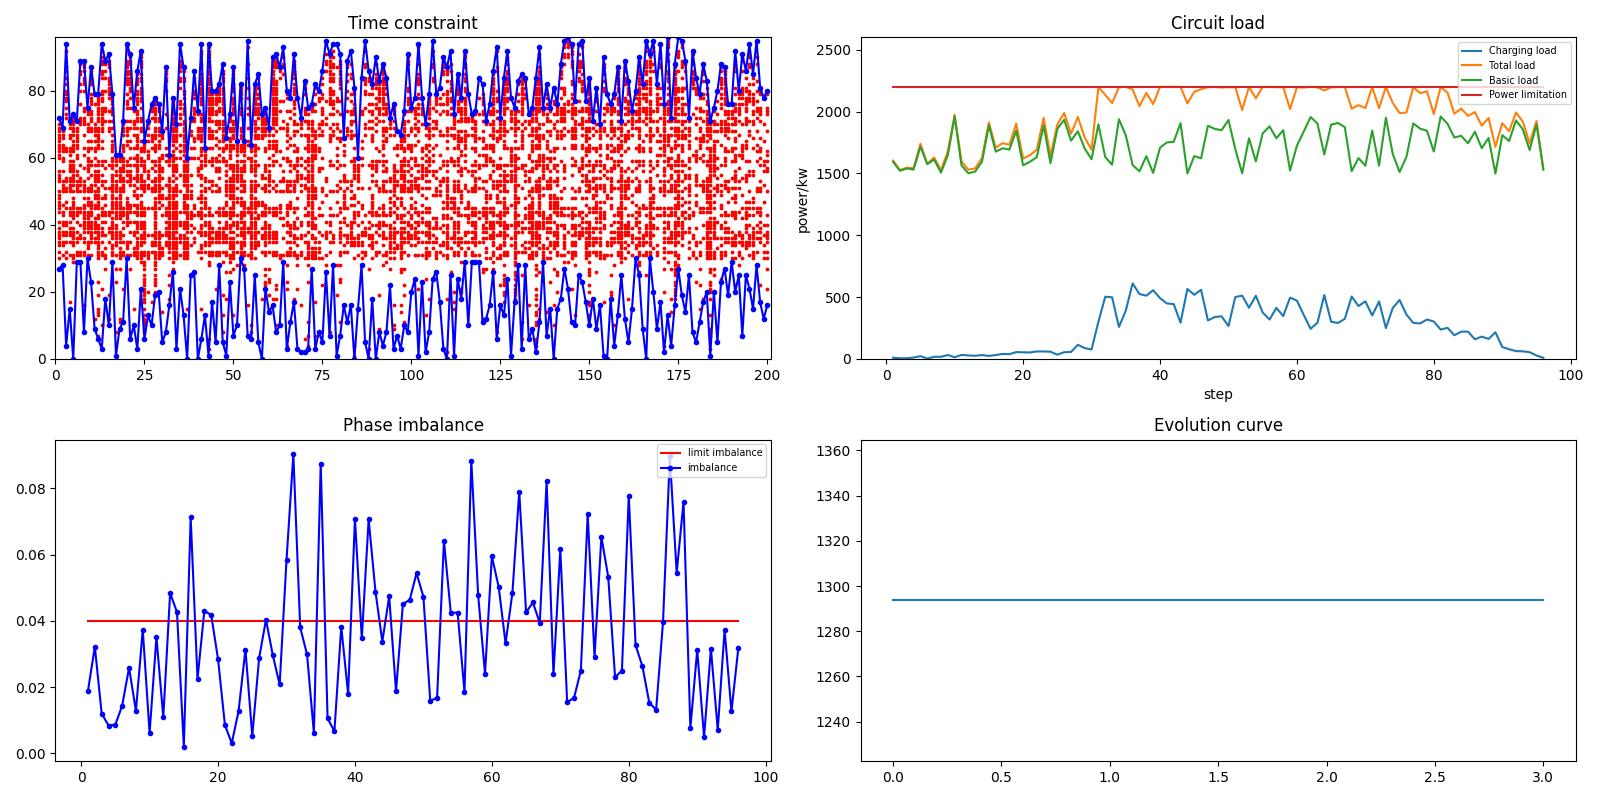 Time constraint
80
60
40
20
0
0 25 50 75 100 125 150 175 200
Circuit load
2500
2000
1500
1000
500
0
power/kw
Charging load
Total load
Basic load
Power limitation
0 20 40 60 80 100
step
Phase imbalance
0.08
0.06
0.04
0.02
0.00
limit imbalance
imbalance
0 20 40 60 80 100
Evolution curve
1360
1340
1320
1300
1280
1260
1240
0.0 0.5 1.0 1.5 2.0 2.5 3.0